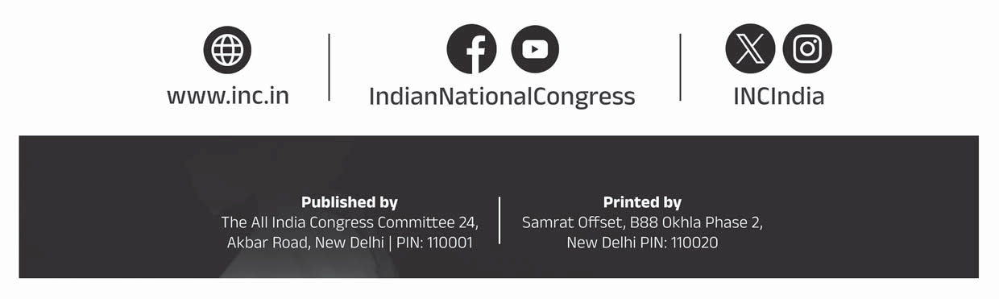 www.inc.in
IndianNationalCongress
INCIndia
Published by
The All India Congress Committee 24,
Akbar Road, New Delhi | PIN: 110001
Printed by
Samrat Offset, B88 Okhla Phase 2,
New Delhi PIN: 110020